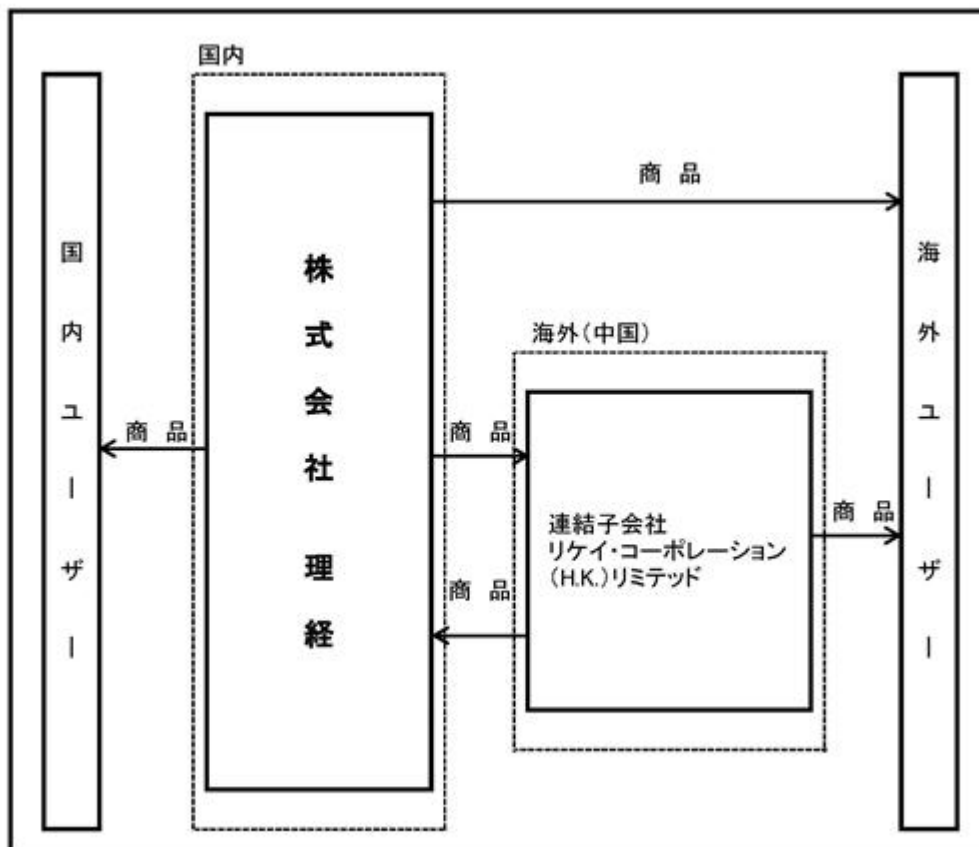 国内
国内ユーザー
株式会社 理経
海外ユーザー
商 品
海外(中国)
商 品
商 品
商 品
商 品
連結子会社
リケイ・コーポレーション
(H.K.)リミテッド